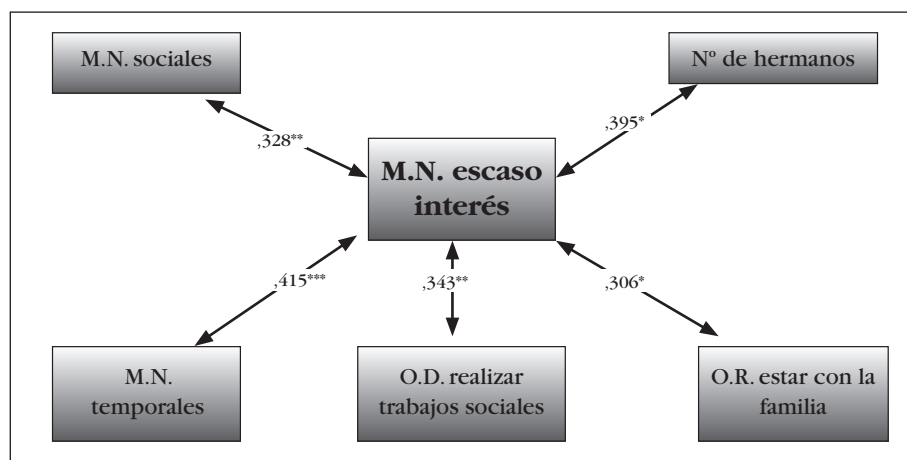 M.N. sociales
Nº de hermanos
,328**
,395*
M.N. escaso
interés
,415***
,343**
,306*
M.N.
temporales
O.D. realizar
trabajos sociales
O.R. estar con la
familia